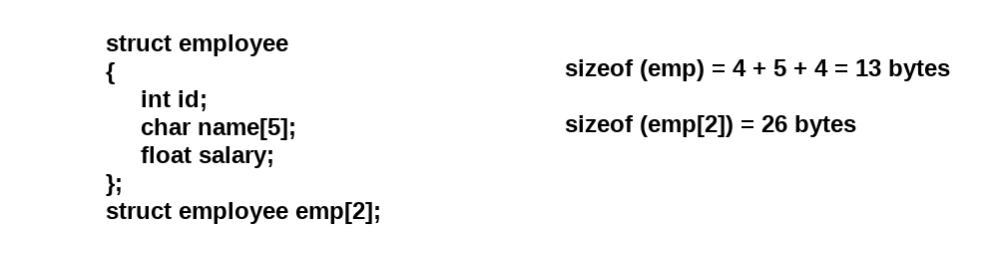 struct employee
{
int id;
char name[5];
float salary;
};
struct employee emp[2];
sizeof (emp) = 4 + 5 + 4 = 13 bytes
sizeof (emp[2]) = 26 bytes